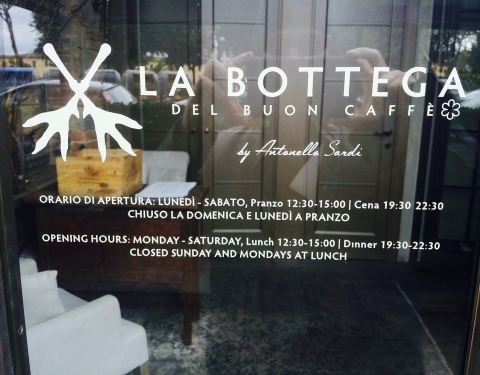 LA BOTTEGA
DEL BUON CAFFÈ
by Antonello Sardi
ORARIO DI APERTURA: LUNEDÌ - SABATO, Pranzo 12:30-15:00 | Cena 19:30 22:30
CHIUSO LA DOMENICA E LUNEDÌ A PRANZO
OPENING HOURS: MONDAY - SATURDAY, Lunch 12:30-15:00 | Dinner 19:30-22:30
CLOSED SUNDAY AND MONDAYS AT LUNCH